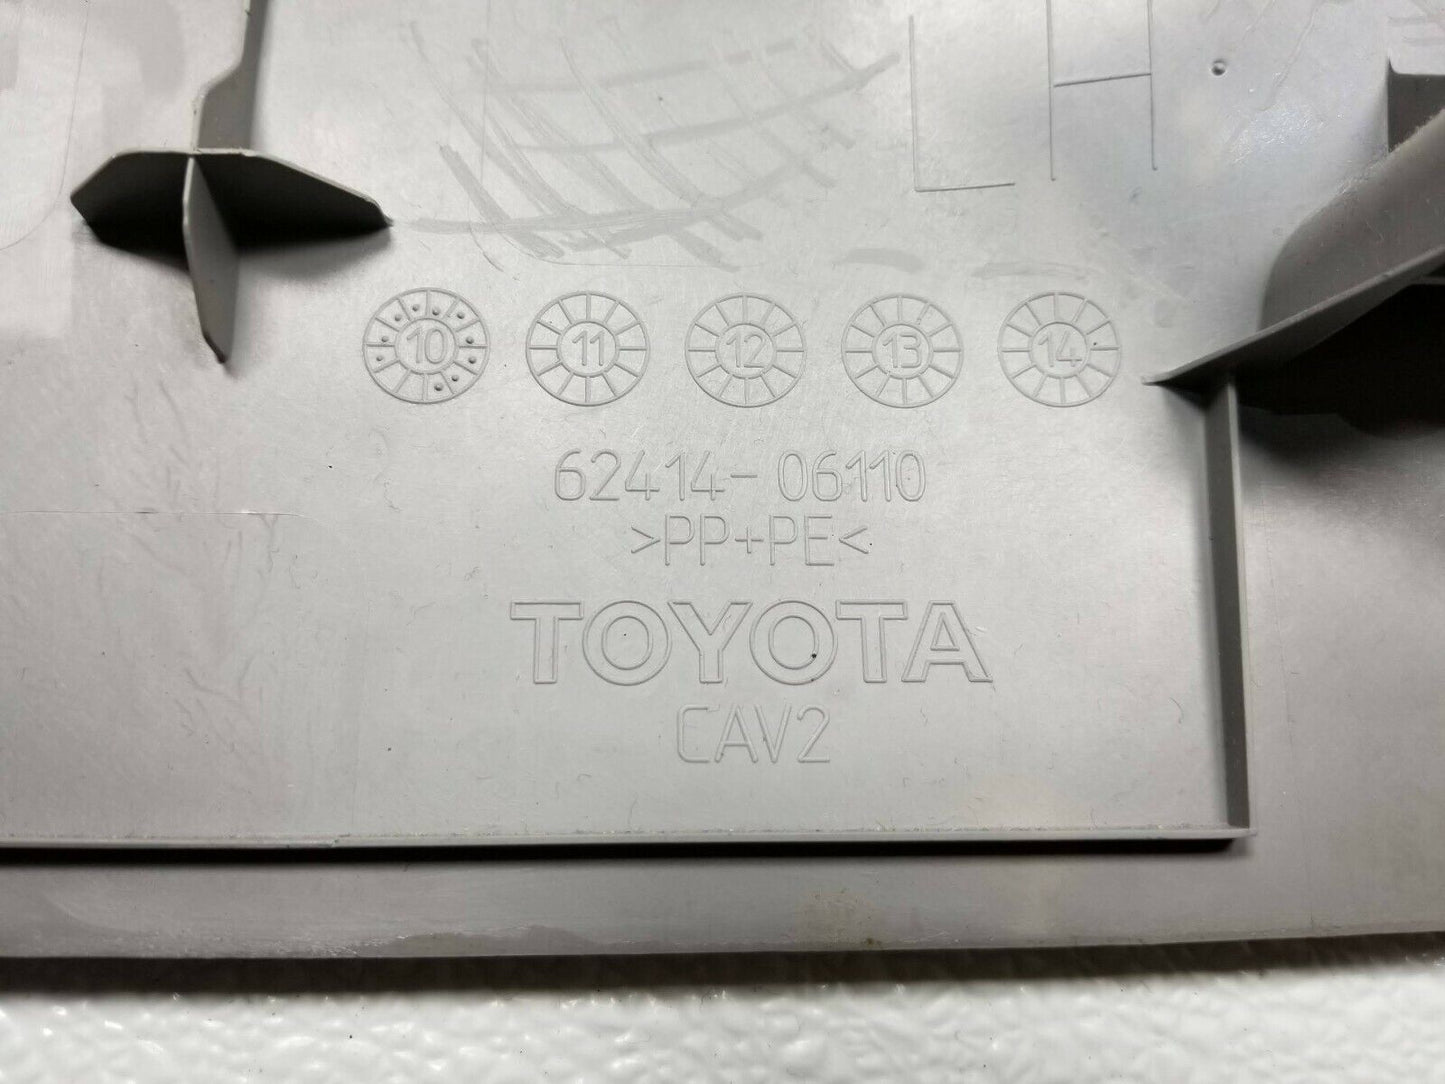 LH
10 11 12 13 14
62414-06110
>PP+PE<
TOYOTA
CAV2